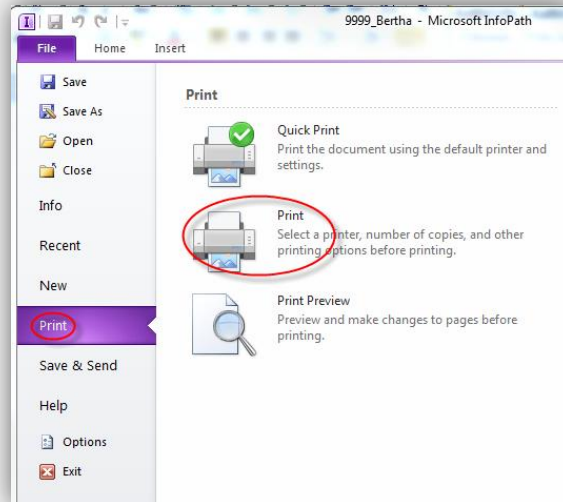 9999_Bertha - Microsoft InfoPath
File Home Insert
Save
Save As
Open
Close
Info
Recent
New
Print
Save & Send
Help
Options
Exit
Print
Quick Print
Print the document using the default printer and
settings.
Print
Select a printer, number of copies, and other
printing options before printing.
Print Preview
Preview and make changes to pages before
printing.